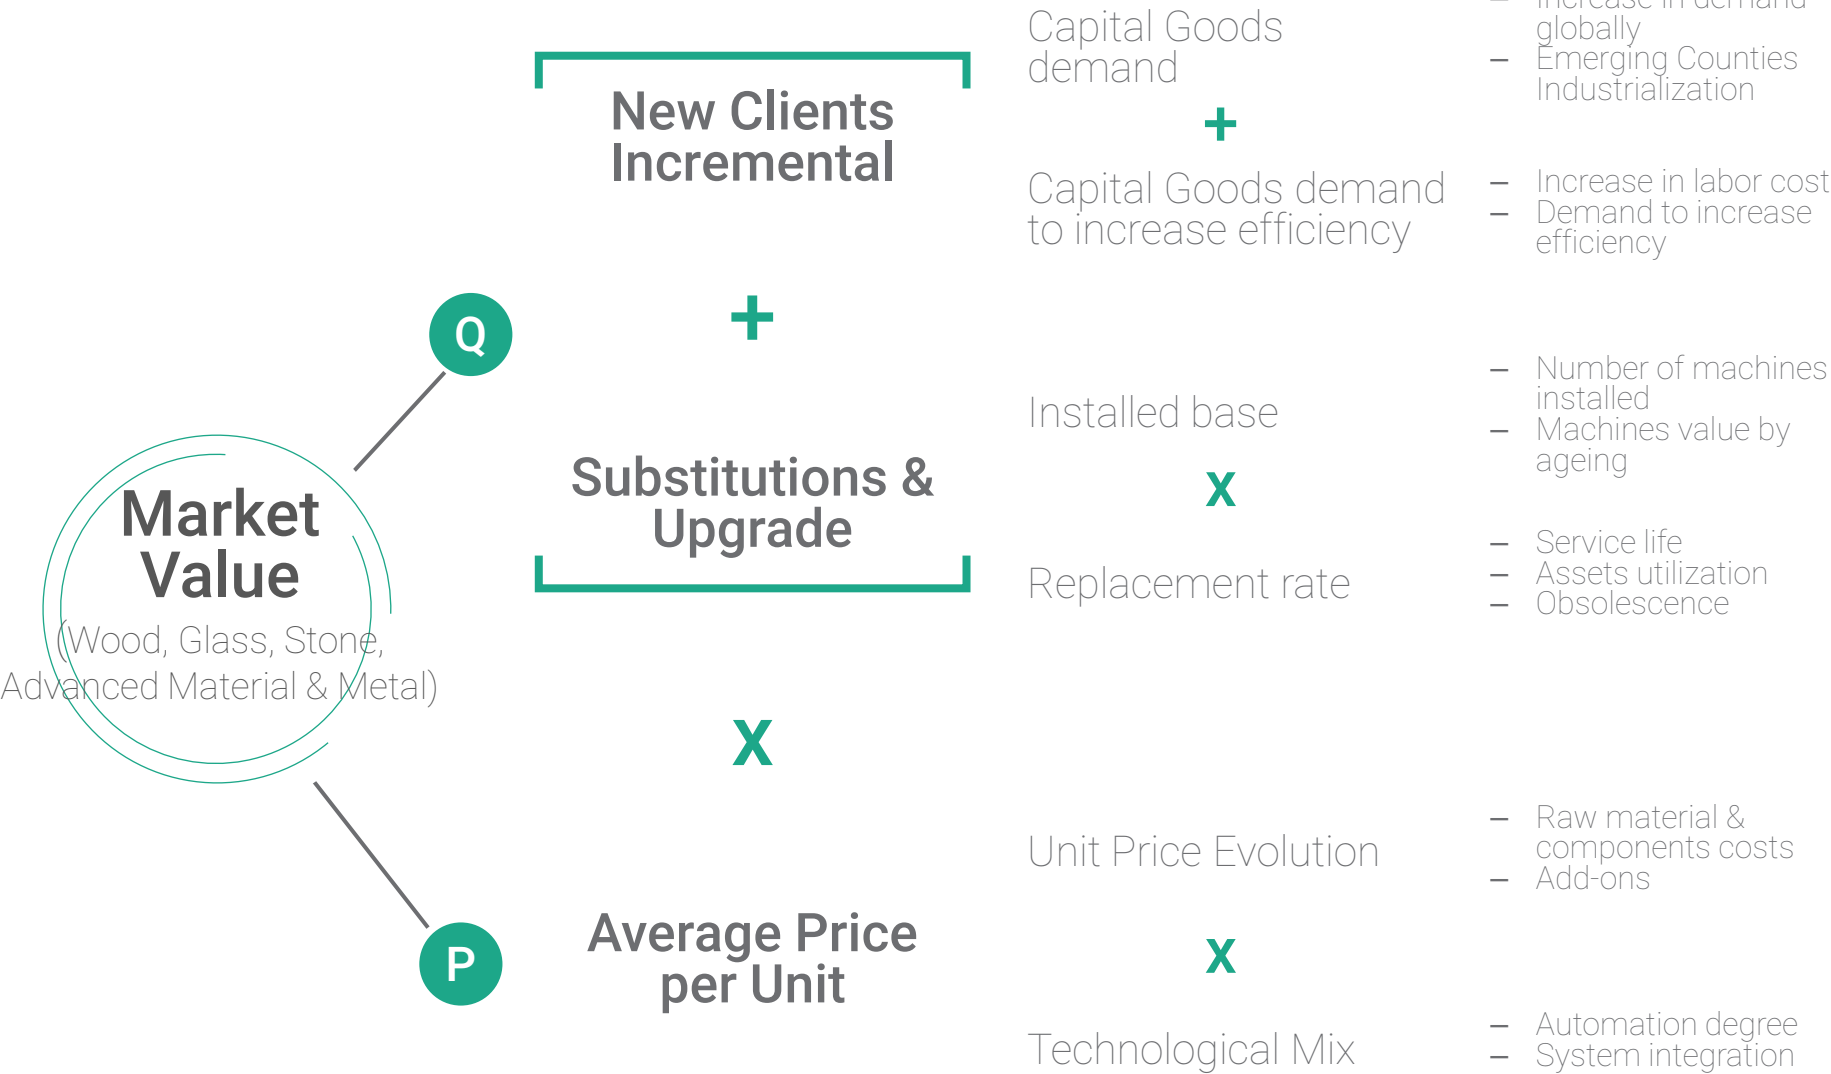 Capital Goods
demand
– Increase in demand
globally
– Emerging Counties
Industrialization
New Clients
Incremental
+
Capital Goods demand
to increase efficiency
– Increase in labor cost
– Demand to increase
efficiency
Q
+
Installed base
– Number of machines
installed
– Machines value by
ageing
Substitutions &
Upgrade
x
Replacement rate
– Service life
– Assets utilization
– Obsolescence
Market
Value
(Wood, Glass, Stone,
Advanced Material & Metal)
x
Unit Price Evolution
– Raw material &
components costs
– Add-ons
P
Average Price
per Unit
x
Technological Mix
– Automation degree
– System integration